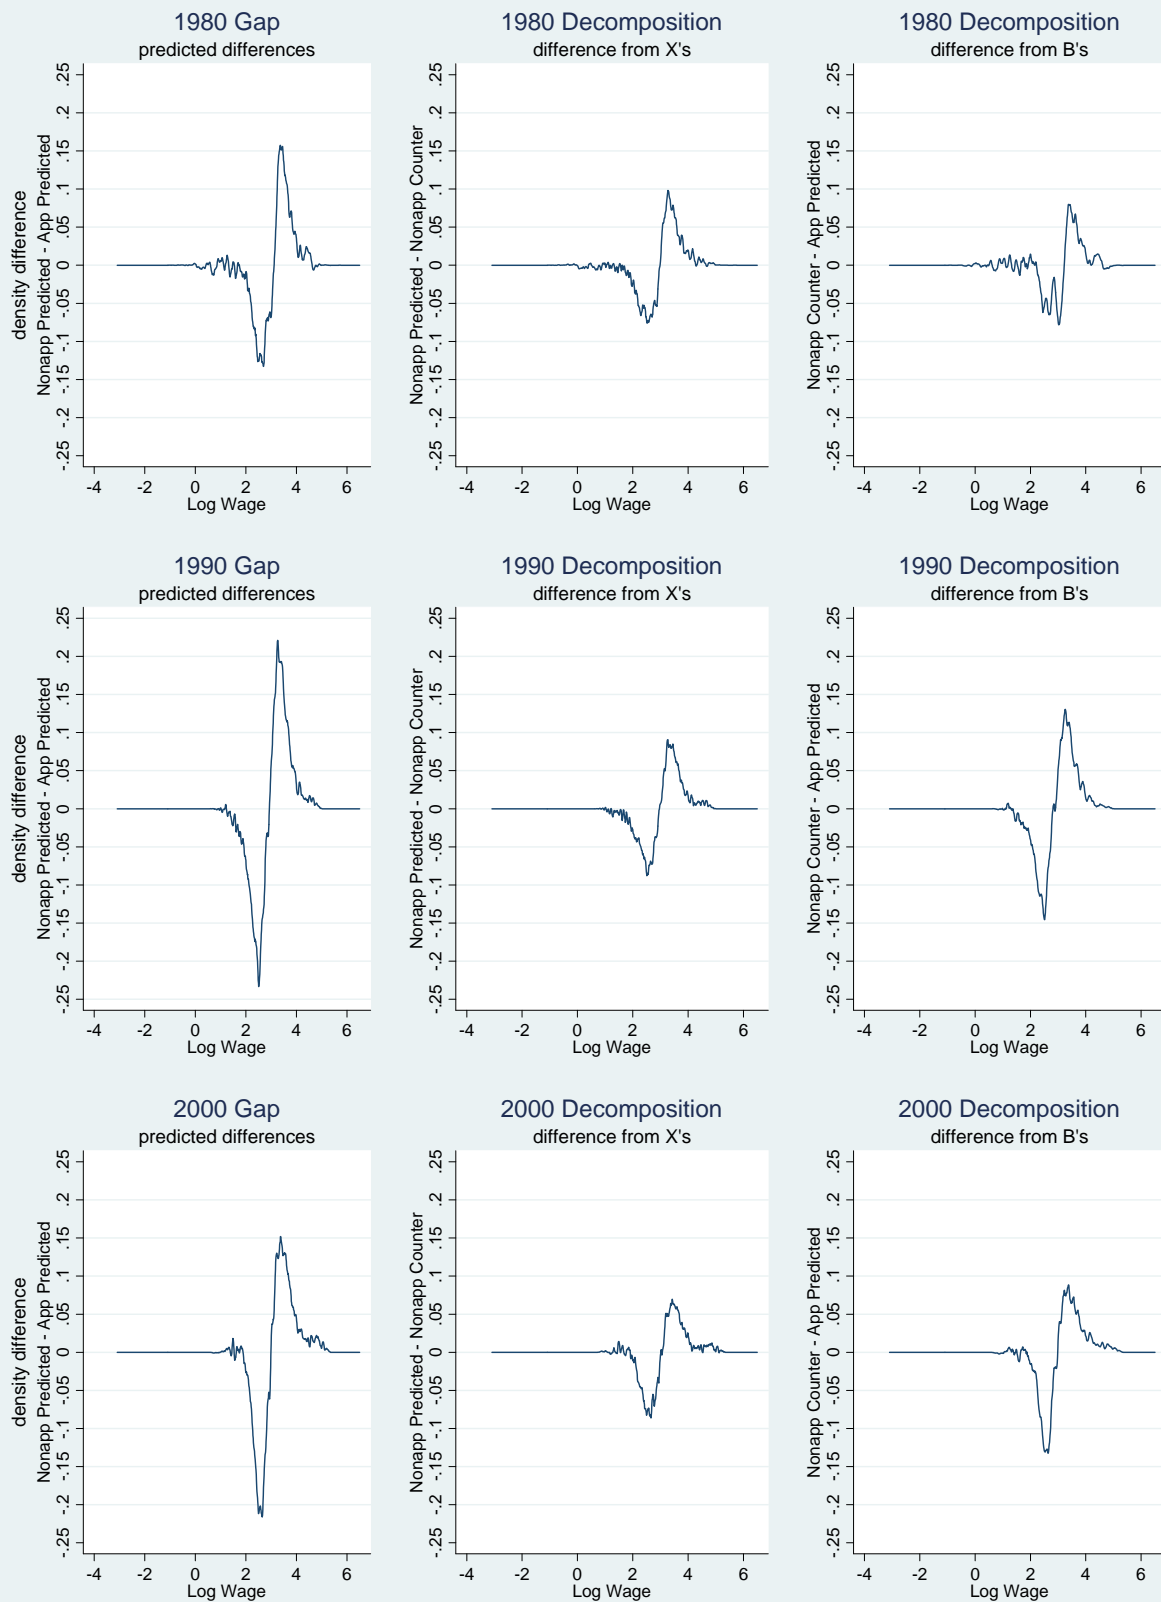 1980 Gap
predicted differences
density difference
Nonapp Predicted - App Predicted
.25
.2
.15
.1
.05
0
-.05
-.1
-.15
-.2
-.25
-4 -2 0 2 4 6
Log Wage
1980 Decomposition
difference from X's
Nonapp Predicted - Nonapp Counter
.25
.2
.15
.1
.05
0
-.05
-.1
-.15
-.2
-.25
-4 -2 0 2 4 6
Log Wage
1980 Decomposition
difference from B's
Nonapp Counter - App Predicted
.25
.2
.15
.1
.05
0
-.05
-.1
-.15
-.2
-.25
-4 -2 0 2 4 6
Log Wage
1990 Gap
predicted differences
density difference
Nonapp Predicted - App Predicted
.25
.2
.15
.1
.05
0
-.05
-.1
-.15
-.2
-.25
-4 -2 0 2 4 6
Log Wage
1990 Decomposition
difference from X's
Nonapp Predicted - Nonapp Counter
.25
.2
.15
.1
.05
0
-.05
-.1
-.15
-.2
-.25
-4 -2 0 2 4 6
Log Wage
1990 Decomposition
difference from B's
Nonapp Counter - App Predicted
.25
.2
.15
.1
.05
0
-.05
-.1
-.15
-.2
-.25
-4 -2 0 2 4 6
Log Wage
2000 Gap
predicted differences
density difference
Nonapp Predicted - App Predicted
.25
.2
.15
.1
.05
0
-.05
-.1
-.15
-.2
-.25
-4 -2 0 2 4 6
Log Wage
2000 Decomposition
difference from X's
Nonapp Predicted - Nonapp Counter
.25
.2
.15
.1
.05
0
-.05
-.1
-.15
-.2
-.25
-4 -2 0 2 4 6
Log Wage
2000 Decomposition
difference from B's
Nonapp Counter - App Predicted
.25
.2
.15
.1
.05
0
-.05
-.1
-.15
-.2
-.25
-4 -2 0 2 4 6
Log Wage